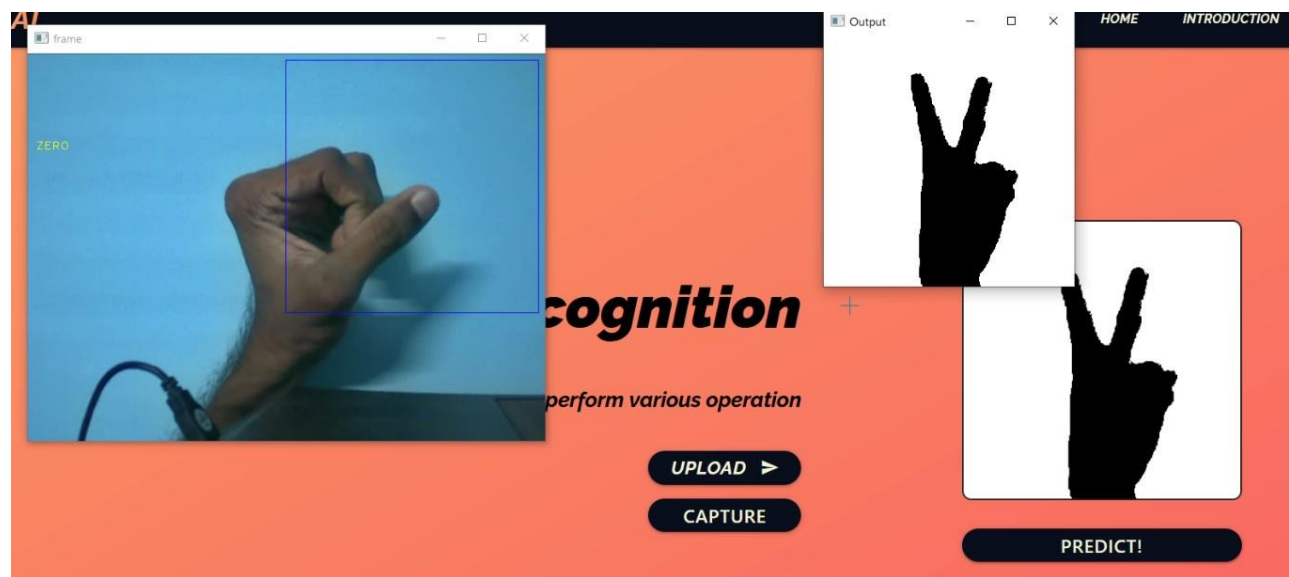 AI
frame
Output
HOME
INTRODUCTION
ZERO
cognition
perform various operation
UPLOAD
CAPTURE
PREDICT!